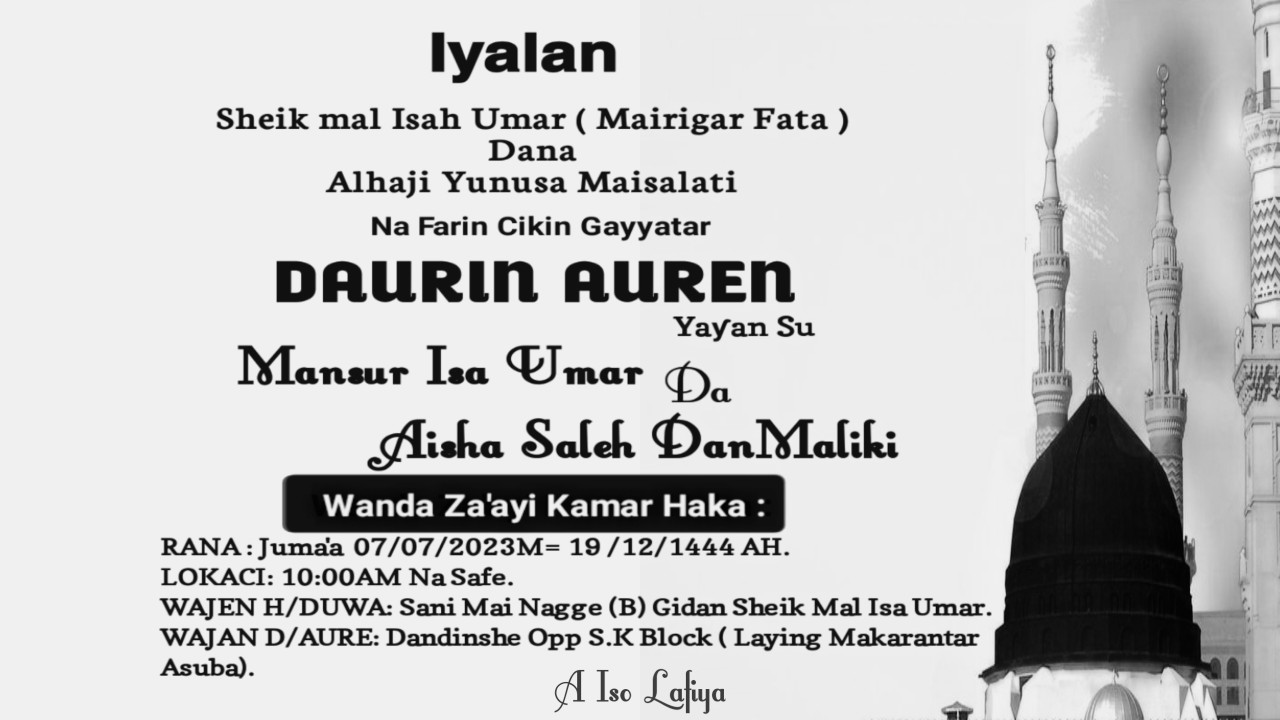 Iyalan
Sheik mal Isah Umar ( Mairigar Fata )
Dana
Alhaji Yunusa Maisalati
Na Farin Cikin Gayyatar
DAURIN AUREN
Yaƴan Su
Mansur Isa Umar
Da
Aisha Saleh DanMaliki
Wanda Za'ayi Kamar Haka :
RANA : Juma'a 07/07/2023M= 19 /12/1444 AH.
LOKACI: 10:00AM Na Safe.
WAJEN H/DUWA: Sani Mai Nagge (B) Gidan Sheik Mal Isa Umar.
WAJAN D/AURE: Dandinshe Opp S.K Block ( Laying Makarantar
Asuba).
A Iso Lafiya